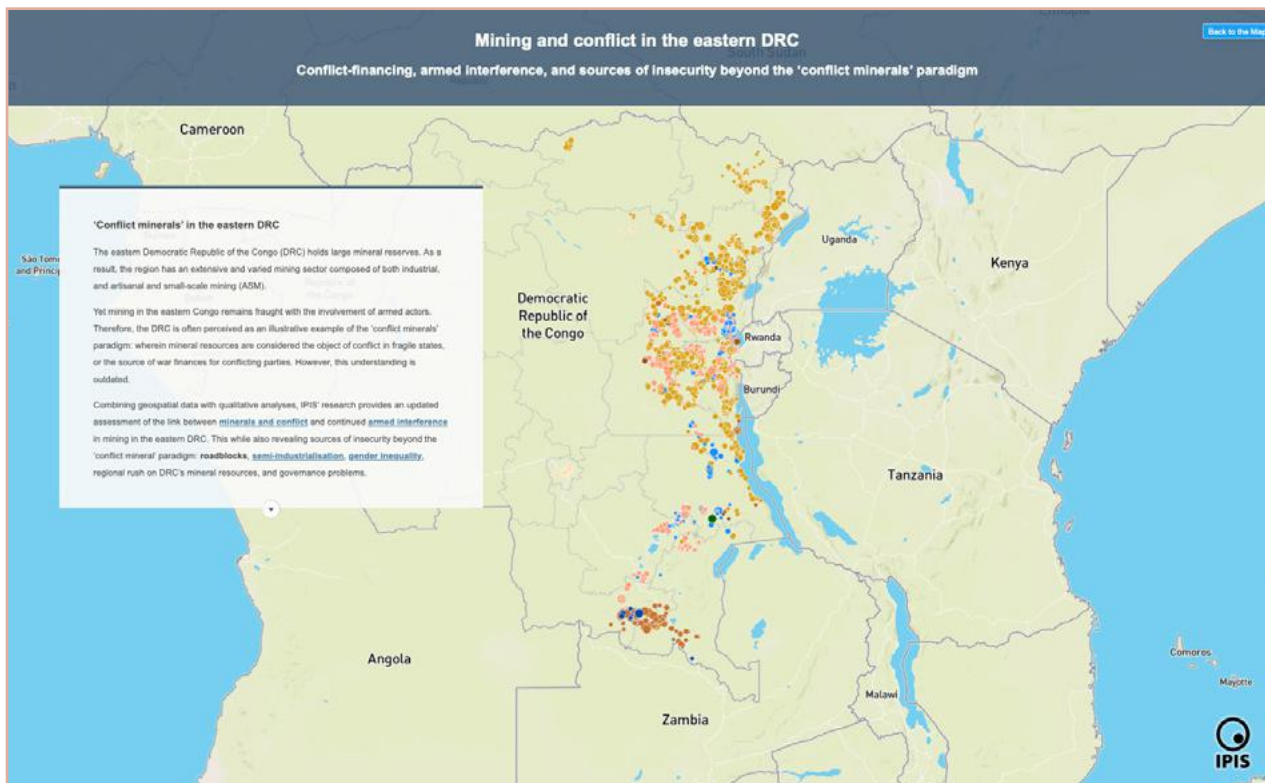 Mining and conflict in the eastern DRC
Back to the Map
South Sudan
Conflict-financing, armed interference, and sources of insecurity beyond the ‘conflict minerals’ paradigm
Cameroon
‘Conflict minerals’ in the eastern DRC
The eastern Democratic Republic of the Congo (DRC) holds large mineral reserves. As a
result, the region has an extensive and varied mining sector composed of both industrial,
and artisanal and small-scale mining (ASM).
Yet mining in the eastern Congo remains fraught with the involvement of armed actors.
Therefore, the DRC is often perceived as an illustrative example of the ‘conflict minerals’
paradigm: wherein mineral resources are considered the object of conflict in fragile states,
or the source of war finances for conflicting parties. However, this understanding is
outdated.
Combining geospatial data with qualitative analyses, IPIS’ research provides an updated
assessment of the link between minerals and conflict and continued armed interference
in mining in the eastern DRC. This while also revealing sources of insecurity beyond the
‘conflict mineral’ paradigm: roadblocks, semi-industrialisation, gender inequality,
regional rush on DRC’s mineral resources, and governance problems.
São Tom
and Princip
Uganda
Kenya
Democratic
Republic of
the Congo
Rwanda
Burundi
Tanzania
Angola
Zambia
Malawi
Comoros
Mayotte
IPIS